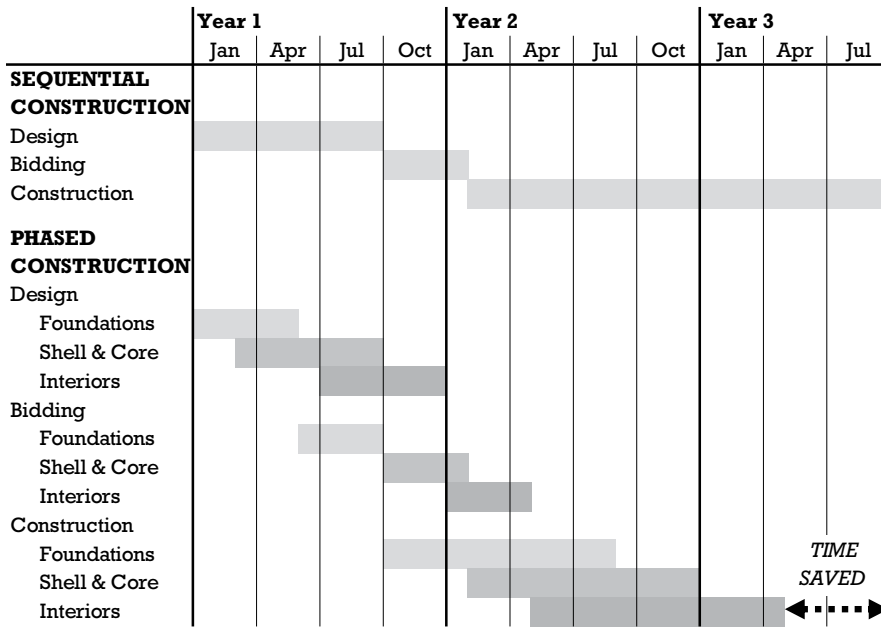 Year 1 Year 2 Year 3
Jan Apr Jul Oct Jan Apr Jul Oct Jan Apr Jul
SEQUENTIAL
CONSTRUCTION
Design
Bidding
Construction
PHASED
CONSTRUCTION
Design
Foundations
Shell & Core
Interiors
Bidding
Foundations
Shell & Core
Interiors
Construction
Foundations TIME
Shell & Core SAVED
Interiors